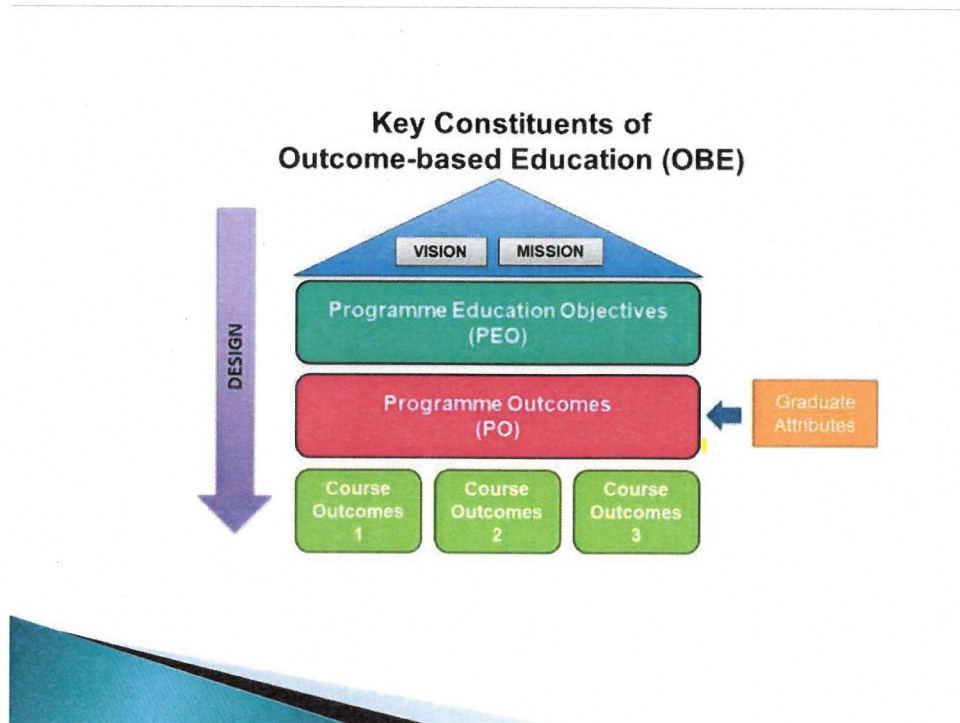 Key Constituents of
Outcome-based Education (OBE)
VISION
MISSION
DESIGN
Programme Education Objectives
(PEO)
Programme Outcomes
(PO)
Graduate
Attributes
Course
Outcomes
1
Course
Outcomes
2
Course
Outcomes
3